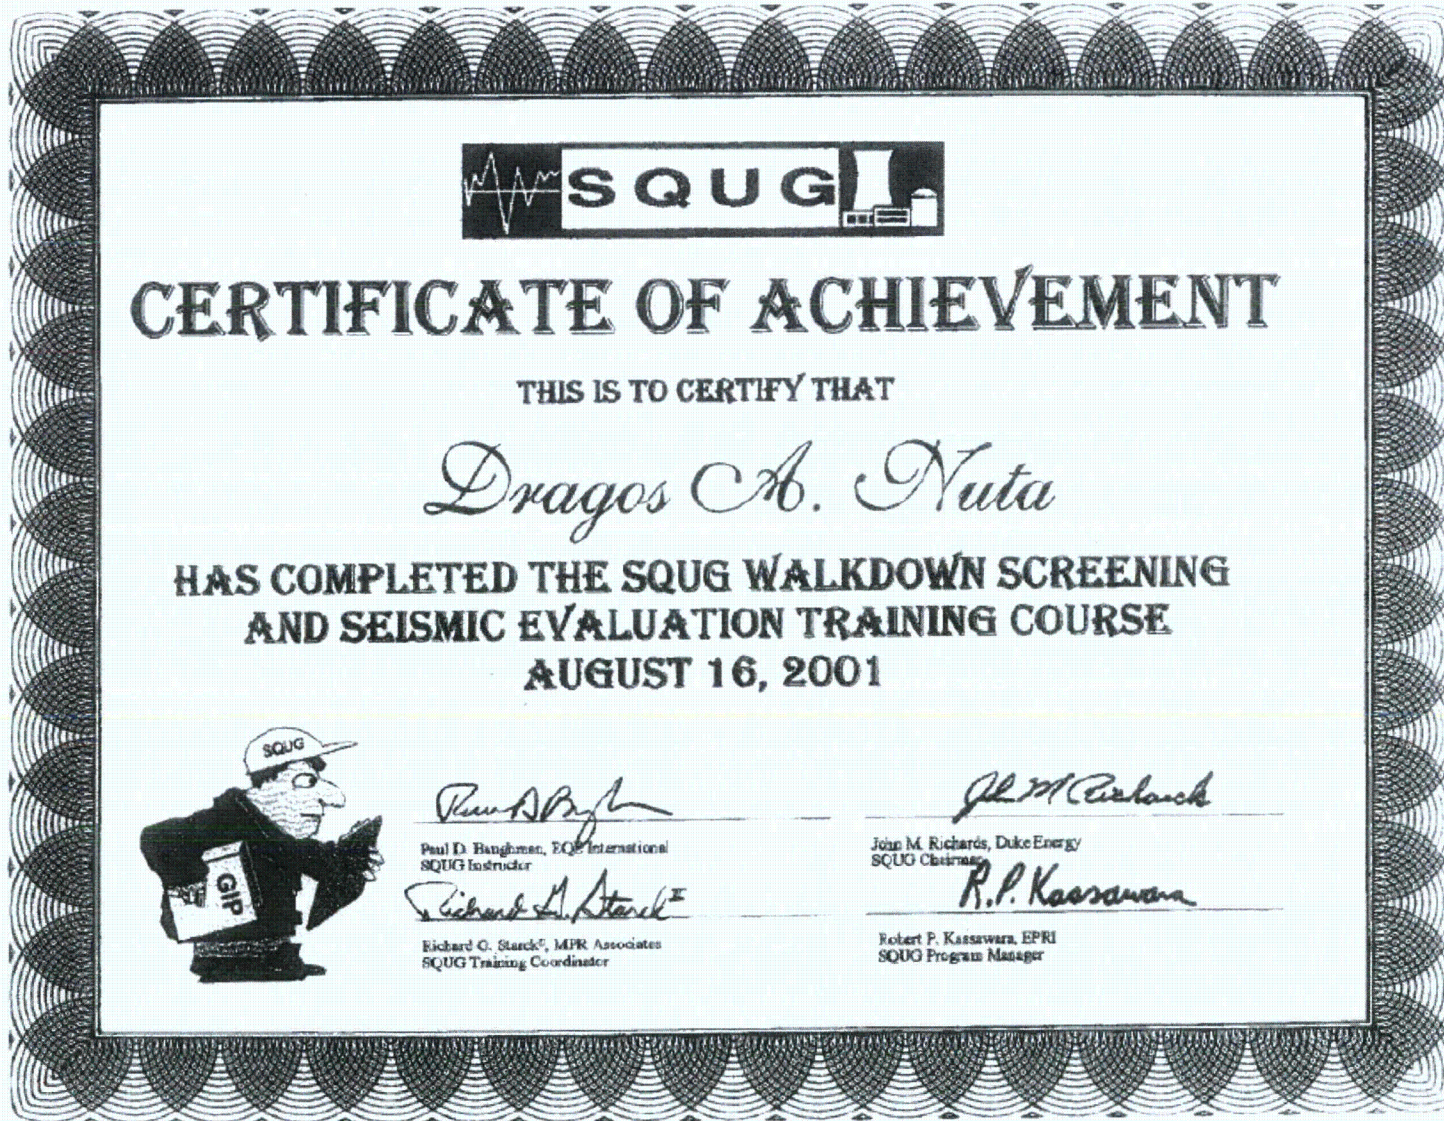 SQUG
CERTIFICATE OF ACHIEVEMENT
THIS IS TO CERTIFY THAT
Dragos A. Nuta
HAS COMPLETED THE SQUG WALKDOWN SCREENING
AND SEISMIC EVALUATION TRAINING COURSE
AUGUST 16, 2001
SQUG
GIP
Paul D. Baughman, EQE International
SQUG Instructor
Richard G. Starck II
Richard G. Starck, MPR Associates
SQUG Training Coordinator
John M Richards
John M. Richards, Duke Energy
SQUG Chairman
R.P. Kassawara
Robert P. Kassawara, EPRI
SQUG Program Manager